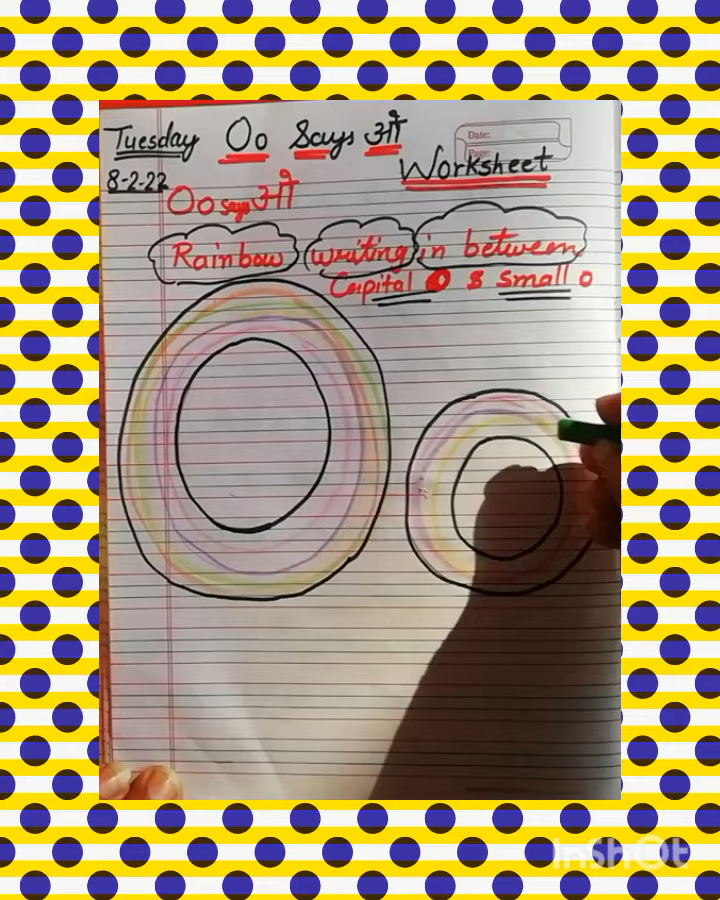 Tuesday Oo Says ऑ
Date:
Page:
Worksheet
8-2-22
Oo says ऑ
Rainbow writing in between
Capital O & small o
InShOt